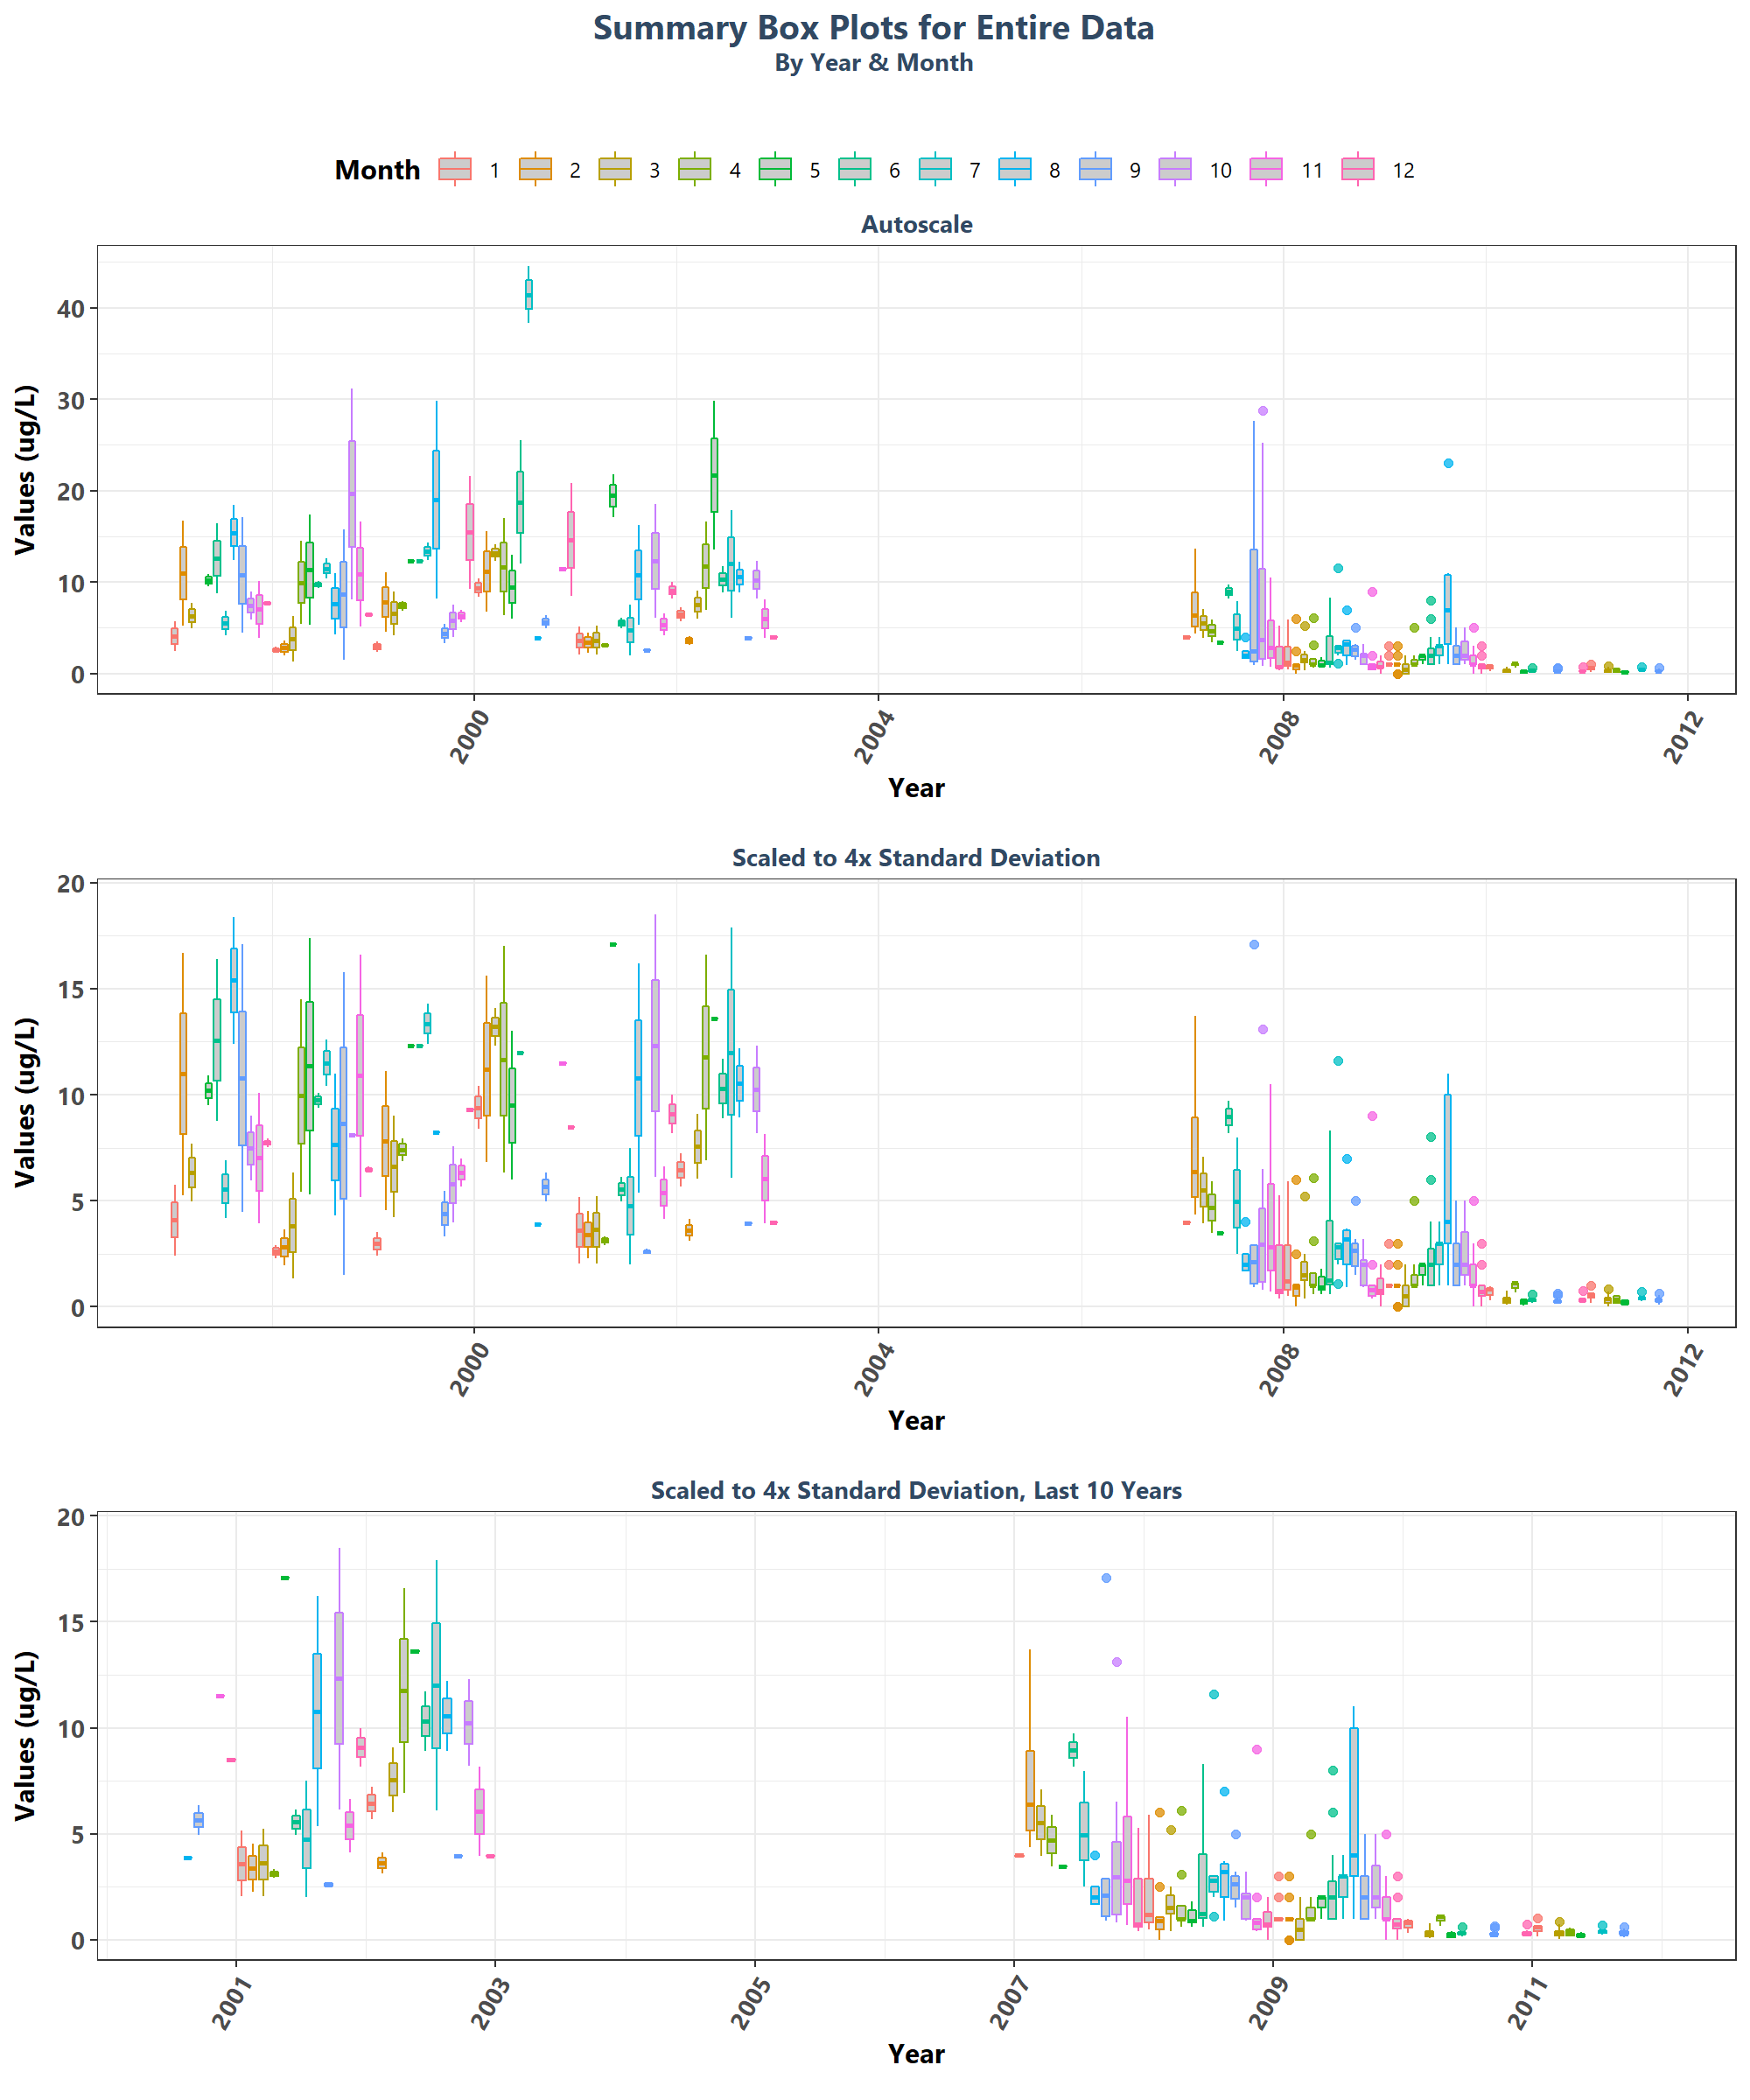 Summary Box Plots for Entire Data
By Year & Month
Month 1 2 3 4 5 6 7 8 9 10 11 12
Autoscale
Values (ug/L)
40
30
20
10
0
2000 2004 2008 2012
Year
Scaled to 4x Standard Deviation
Values (ug/L)
20
15
10
5
0
2000 2004 2008 2012
Year
Scaled to 4x Standard Deviation, Last 10 Years
Values (ug/L)
20
15
10
5
0
2001 2003 2005 2007 2009 2011
Year